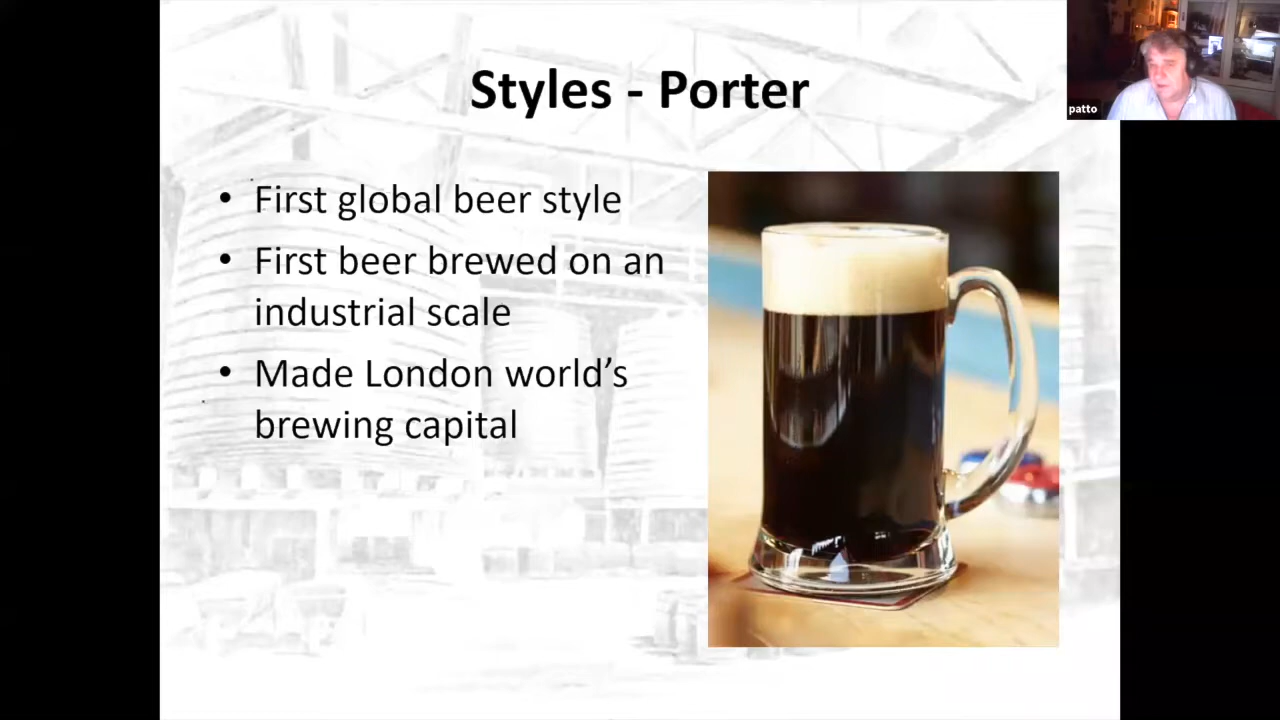 Styles - Porter
patto
• First global beer style
• First beer brewed on an
industrial scale
• Made London world’s
brewing capital